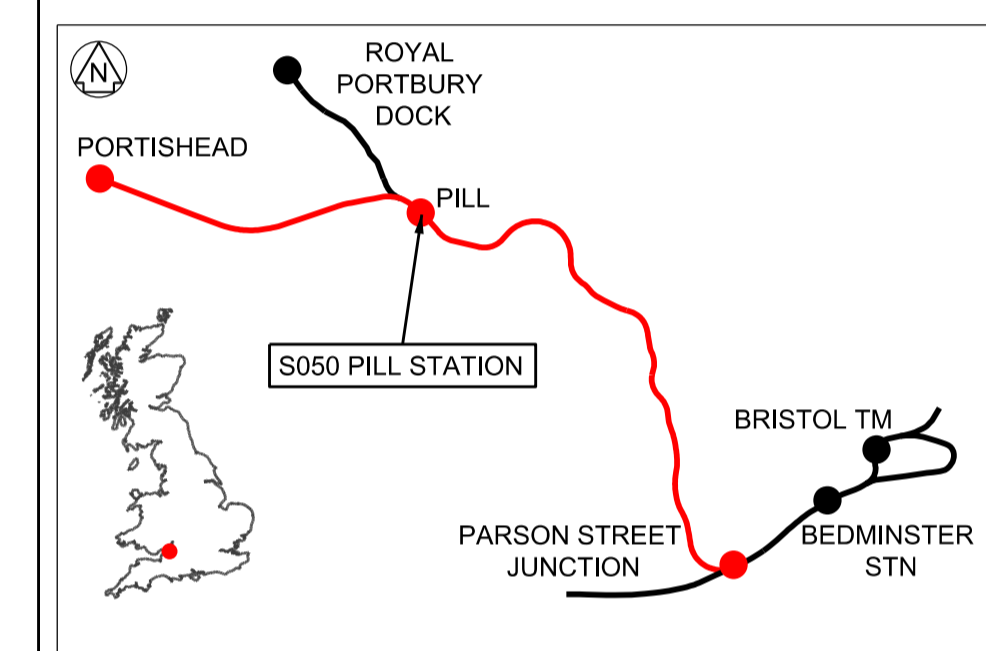 N
ROYAL
PORTBURY
DOCK
PORTISHEAD
PILL
S050 PILL STATION
BRISTOL TM
PARSON STREET
JUNCTION
BEDMINSTER
STN